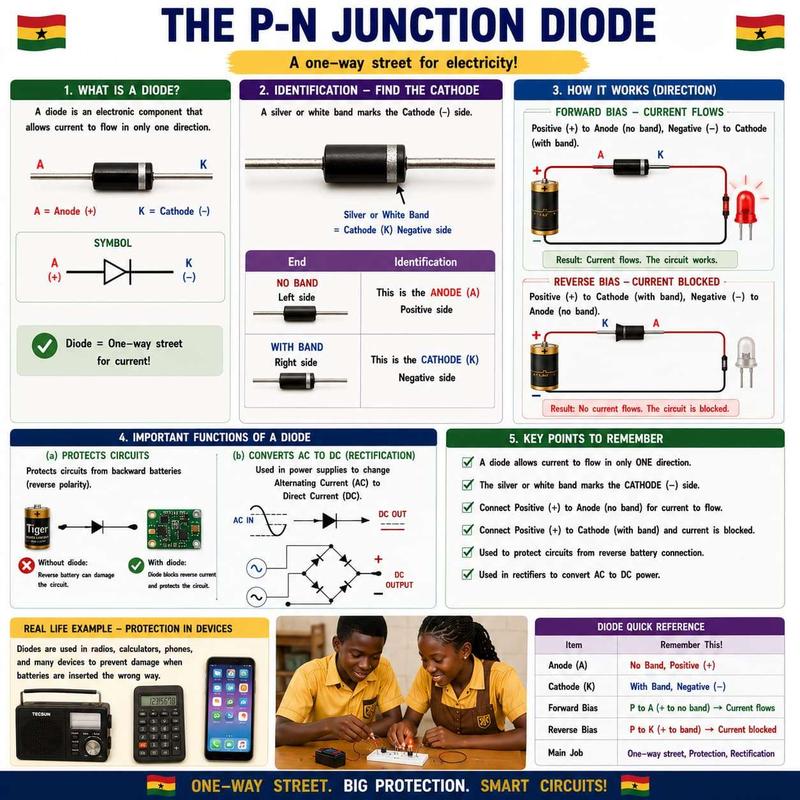 THE P-N JUNCTION DIODE
A one-way street for electricity!
1. WHAT IS A DIODE?
A diode is an electronic component that
allows current to flow in only one direction.
A
K
A = Anode (+)
K = Cathode (–)
SYMBOL
A
(+)
K
(–)
Diode = One-way street
for current!
2. IDENTIFICATION – FIND THE CATHODE
A silver or white band marks the Cathode (–) side.
Silver or White Band
= Cathode (K) Negative side
End
Identification
NO BAND
Left side
This is the ANODE (A)
Positive side
WITH BAND
Right side
This is the CATHODE (K)
Negative side
3. HOW IT WORKS (DIRECTION)
FORWARD BIAS – CURRENT FLOWS
Positive (+) to Anode (no band), Negative (–) to Cathode
(with band).
A
K
+
+
–
Result: Current flows. The circuit works.
REVERSE BIAS – CURRENT BLOCKED
Positive (+) to Cathode (with band), Negative (–) to
Anode (no band).
K
A
+
+
–
Result: No current flows. The circuit is blocked.
4. IMPORTANT FUNCTIONS OF A DIODE
(a) PROTECTS CIRCUITS
Protects circuits from backward batteries
(reverse polarity).
Tiger
Without diode:
Reverse battery can damage
the circuit.
With diode:
Diode blocks reverse current
and protects the circuit.
(b) CONVERTS AC TO DC (RECTIFICATION)
Used in power supplies to change
Alternating Current (AC) to
Direct Current (DC).
AC IN
DC OUT
+
DC
OUTPUT
–
5. KEY POINTS TO REMEMBER
A diode allows current to flow in only ONE direction.
The silver or white band marks the CATHODE (–) side.
Connect Positive (+) to Anode (no band) for current to flow.
Connect Positive (+) to Cathode (with band) and current is blocked.
Used to protect circuits from reverse battery connection.
Used in rectifiers to convert AC to DC power.
REAL LIFE EXAMPLE – PROTECTION IN DEVICES
Diodes are used in radios, calculators, phones,
and many devices to prevent damage when
batteries are inserted the wrong way.
TECSUN
DIODE QUICK REFERENCE
Item
Remember This!
Anode (A)
No Band, Positive (+)
Cathode (K)
With Band, Negative (–)
Forward Bias
P to A (+ to no band) → Current flows
Reverse Bias
P to K (+ to band) → Current blocked
Main Job
One-way street, Protection, Rectification
ONE-WAY STREET. BIG PROTECTION. SMART CIRCUITS!